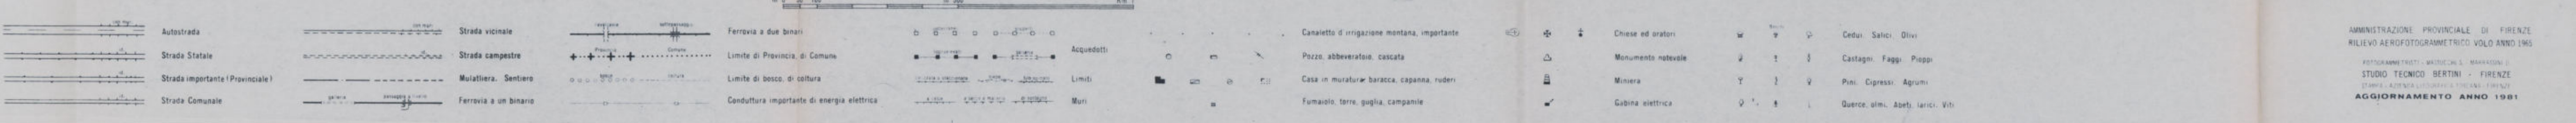 Autostrada
Strada Statale
Strada importante (Provinciale)
Strada Comunale
Strada vicinale
Strada campestre
Mulattiera. Sentiero
Ferrovia a un binario
Ferrovia a due binari
Limite di Provincia, di Comune
Limite di bosco, di coltura
Conduttura importante di energia elettrica
Acquedotti
Limiti
Muri
Canaletto d'irrigazione montana, importante
Pozzo, abbeveratoio, cascata
Casa in muratura baracca, capanna, ruderi
Fumaiolo, torre, guglia, campanile
Chiese ed oratori
Monumento notevole
Miniera
Cabina elettrica
Cedui. Salici. Olivi
Castagni. Faggi. Pioppi
Pini. Cipressi. Agrumi
Querce, olmi, Abeti, larici. Viti
AMMINISTRAZIONE PROVINCIALE DI FIRENZE
RILIEVO AEROFOTOGRAMMETRICO VOLO ANNO 1965
STUDIO TECNICO BERTINI - FIRENZE
AGGIORNAMENTO ANNO 1981